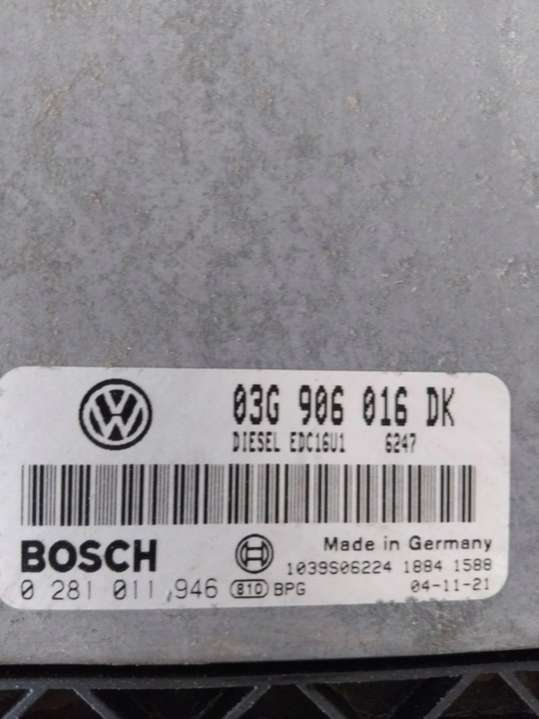 03G 906 016 DK
DIESEL EDC16U1 6247
BOSCH
Made in Germany
1039S06224 1884 1588
0 281 011,946 810 BPG 04-11-21